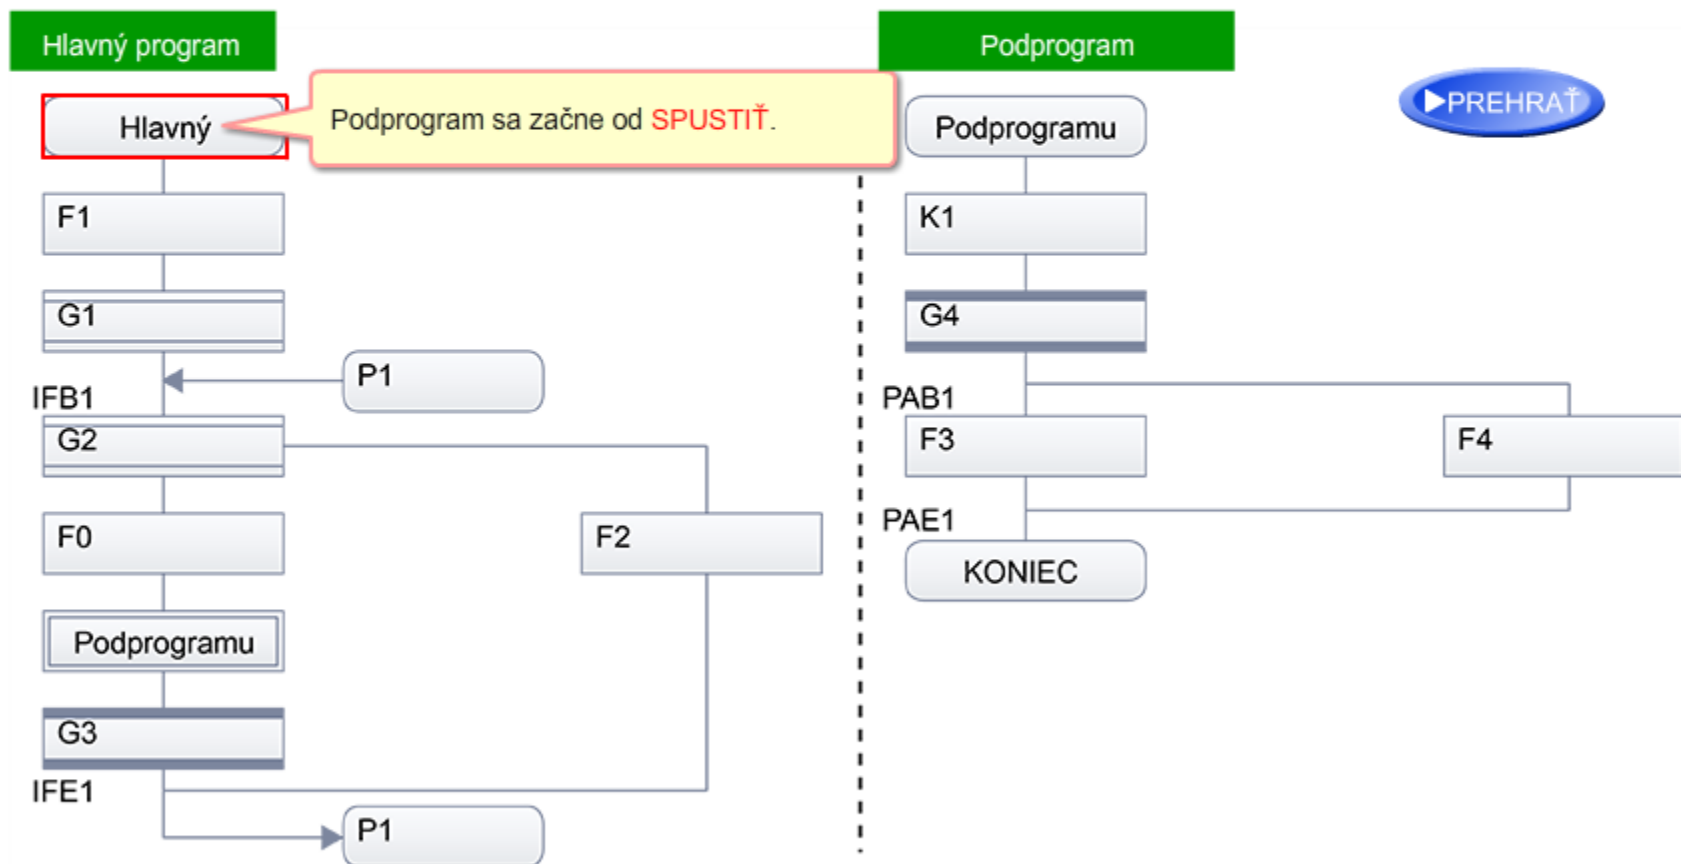 Hlavný program
Podprogram
Hlavný
Podprogram sa začne od SPUSTIŤ.
Podprogramu
PREHRAŤ
F1
K1
G1
G4
P1
IFB1
PAB1
G2
F3
F4
F0
F2
PAE1
KONIEC
Podprogramu
G3
IFE1
P1